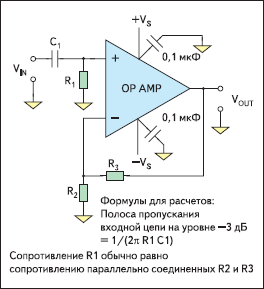 +VS
C1
0,1 мкФ
VIN
R1
+
OP AMP
−
0,1 мкФ
VOUT
−VS
R3
R2
Формулы для расчетов:
Полоса пропускания
входной цепи на уровне −3 дБ
= 1/(2π R1 C1)
Сопротивление R1 обычно равно
сопротивлению параллельно соединенных R2 и R3